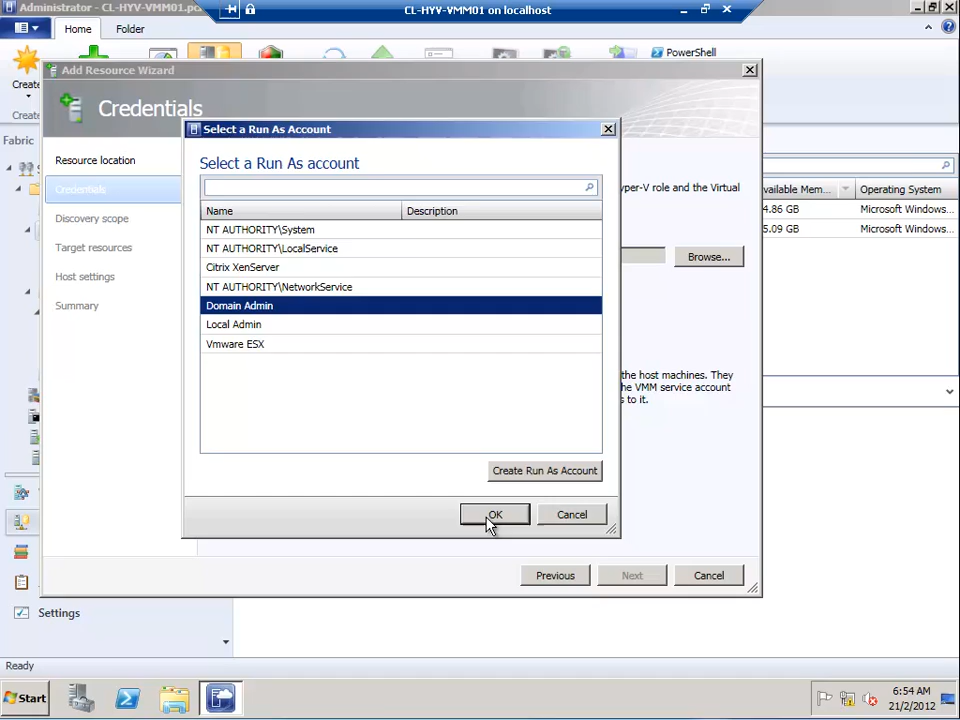 Administrator - CL-HYV-VMM01.po
CL-HYV-VMM01 on localhost
Home
Folder
PowerShell
Create
Create
Add Resource Wizard
Credentials
Resource location
Credentials
Discovery scope
Target resources
Host settings
Summary
Select a Run As Account
Select a Run As account
Name
Description
NT AUTHORITY\System
NT AUTHORITY\LocalService
Citrix XenServer
NT AUTHORITY\NetworkService
Domain Admin
Local Admin
Vmware ESX
Create Run As Account
OK
Cancel
yper-V role and the Virtual
Browse...
the host machines. They
the VMM service account
s to it.
Previous
Next
Cancel
Fabric
vailable Mem...
Operating System
4.86 GB
Microsoft Windows...
5.09 GB
Microsoft Windows...
Settings
Ready
Start
6:54 AM
21/2/2012